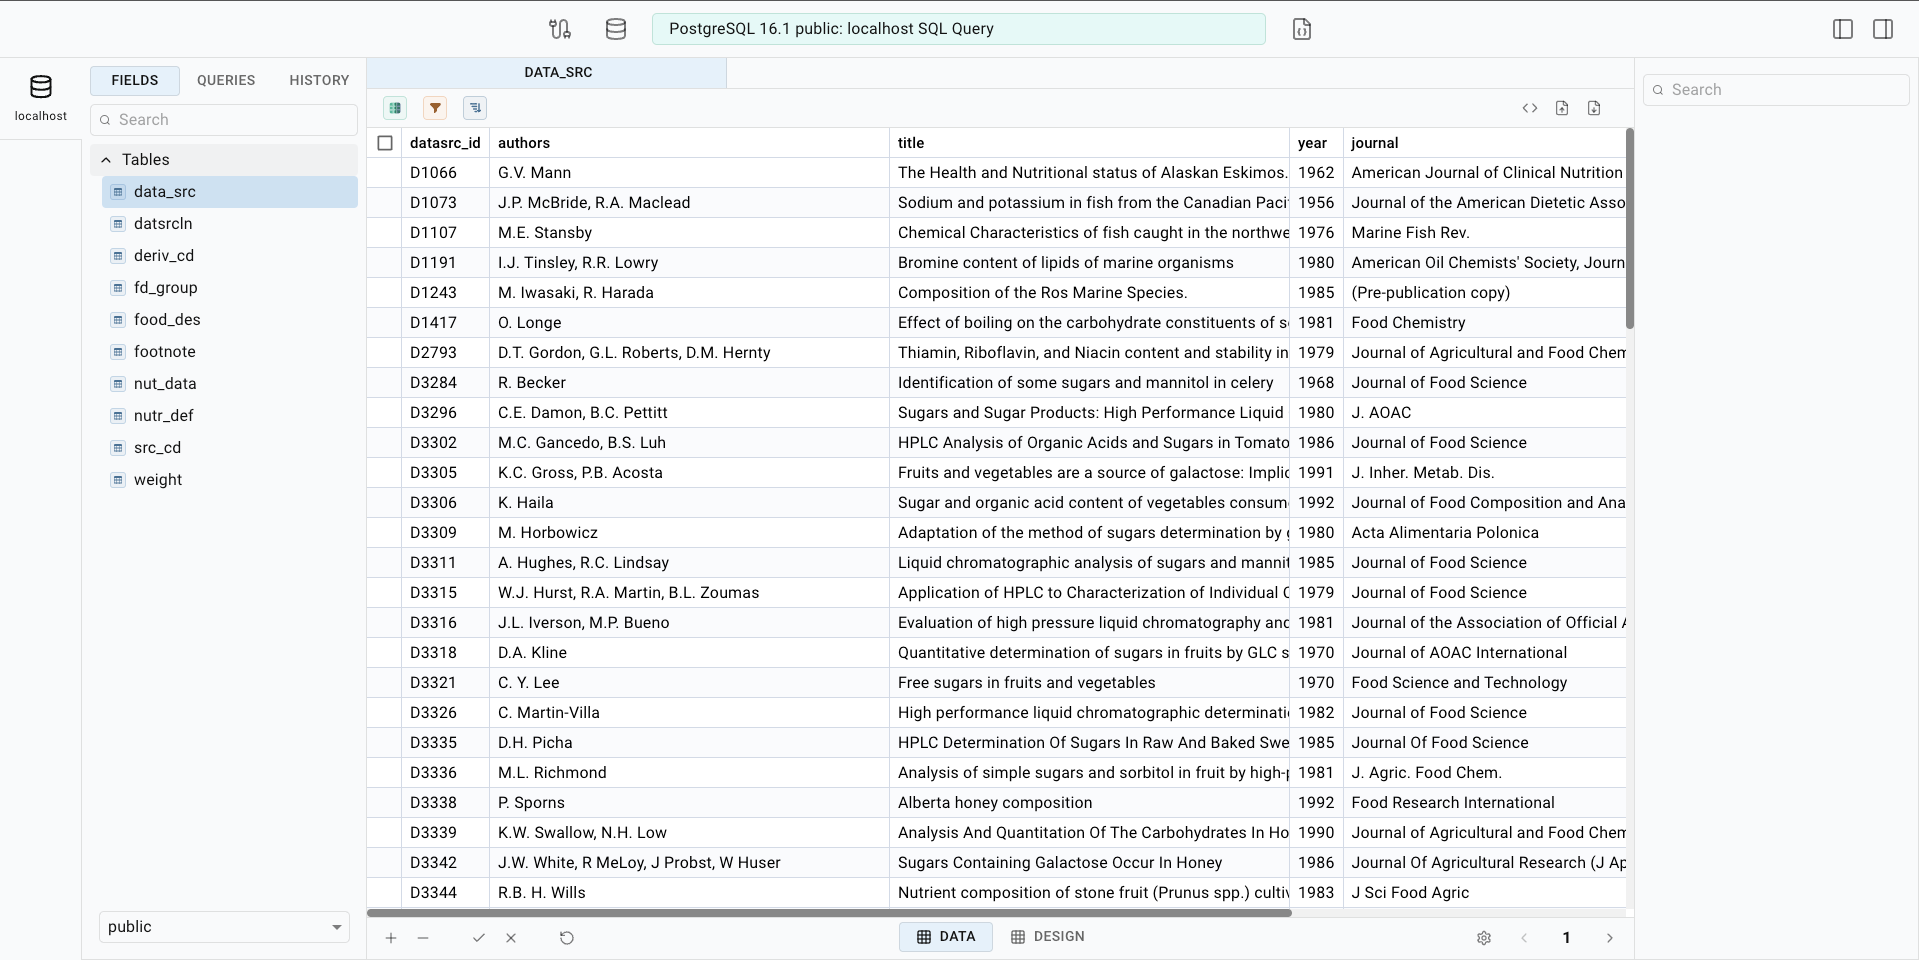 PostgreSQL 16.1 public: localhost SQL Query
localhost
FIELDS QUERIES HISTORY
Search
Tables
data_src
datsrcln
deriv_cd
fd_group
food_des
footnote
nut_data
nutr_def
src_cd
weight
public
DATA_SRC
datasrc_id authors title year journal
D1066 G.V. Mann The Health and Nutritional status of Alaskan Eskimos. 1962 American Journal of Clinical Nutrition
D1073 J.P. McBride, R.A. Maclead Sodium and potassium in fish from the Canadian Paci 1956 Journal of the American Dietetic Asso
D1107 M.E. Stansby Chemical Characteristics of fish caught in the northwe 1976 Marine Fish Rev.
D1191 I.J. Tinsley, R.R. Lowry Bromine content of lipids of marine organisms 1980 American Oil Chemists' Society, Journ
D1243 M. Iwasaki, R. Harada Composition of the Ros Marine Species. 1985 (Pre-publication copy)
D1417 O. Longe Effect of boiling on the carbohydrate constituents of s 1981 Food Chemistry
D2793 D.T. Gordon, G.L. Roberts, D.M. Hernty Thiamin, Riboflavin, and Niacin content and stability in 1979 Journal of Agricultural and Food Chem
D3284 R. Becker Identification of some sugars and mannitol in celery 1968 Journal of Food Science
D3296 C.E. Damon, B.C. Pettitt Sugars and Sugar Products: High Performance Liquid 1980 J. AOAC
D3302 M.C. Gancedo, B.S. Luh HPLC Analysis of Organic Acids and Sugars in Tomato 1986 Journal of Food Science
D3305 K.C. Gross, P.B. Acosta Fruits and vegetables are a source of galactose: Implic 1991 J. Inher. Metab. Dis.
D3306 K. Haila Sugar and organic acid content of vegetables consum 1992 Journal of Food Composition and Ana
D3309 M. Horbowicz Adaptation of the method of sugars determination by g 1980 Acta Alimentaria Polonica
D3311 A. Hughes, R.C. Lindsay Liquid chromatographic analysis of sugars and mannit 1985 Journal of Food Science
D3315 W.J. Hurst, R.A. Martin, B.L. Zoumas Application of HPLC to Characterization of Individual C 1979 Journal of Food Science
D3316 J.L. Iverson, M.P. Bueno Evaluation of high pressure liquid chromatography and 1981 Journal of the Association of Official A
D3318 D.A. Kline Quantitative determination of sugars in fruits by GLC s 1970 Journal of AOAC International
D3321 C. Y. Lee Free sugars in fruits and vegetables 1970 Food Science and Technology
D3326 C. Martin-Villa High performance liquid chromatographic determinati 1982 Journal of Food Science
D3335 D.H. Picha HPLC Determination Of Sugars In Raw And Baked Swe 1985 Journal Of Food Science
D3336 M.L. Richmond Analysis of simple sugars and sorbitol in fruit by high-p 1981 J. Agric. Food Chem.
D3338 P. Sporns Alberta honey composition 1992 Food Research International
D3339 K.W. Swallow, N.H. Low Analysis And Quantitation Of The Carbohydrates In Ho 1990 Journal of Agricultural and Food Chem
D3342 J.W. White, R MeLoy, J Probst, W Huser Sugars Containing Galactose Occur In Honey 1986 Journal Of Agricultural Research (J Ap
D3344 R.B. H. Wills Nutrient composition of stone fruit (Prunus spp.) cultiv 1983 J Sci Food Agric
DATA DESIGN 1
Search